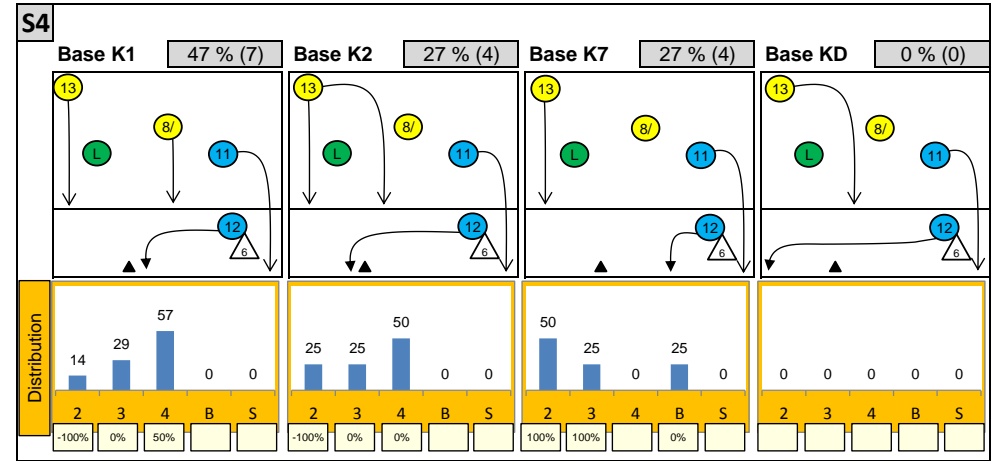 S4
Base K1 47 % (7) Base K2 27 % (4) Base K7 27 % (4) Base KD 0 % (0)
13 13 13 13
8/ 8/ 8/ 8/
L 11 L 11 L 11 L 11
12 12 12 12
6 6 6 6
Distribution
14 29 57 0 0 25 25 50 0 0 50 25 0 25 0 0 0 0 0 0
2 3 4 B S 2 3 4 B S 2 3 4 B S 2 3 4 B S
-100% 0% 50% -100% 0% 0% 100% 100% 0%